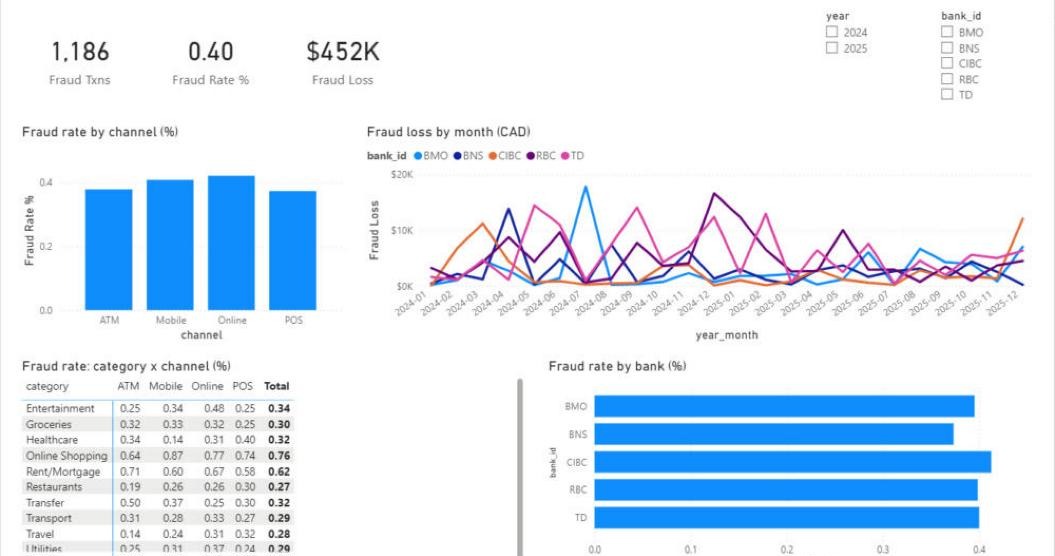 year
2024
2025
bank_id
BMO
BNS
CIBC
RBC
TD
1,186
Fraud Txns
0.40
Fraud Rate %
$452K
Fraud Loss
Fraud rate by channel (%)
Fraud Rate %
0.4
0.2
0.0
ATM Mobile Online POS
channel
Fraud loss by month (CAD)
bank_id BMO BNS CIBC RBC TD
Fraud Loss
$20K
$10K
$0K
2024-01 2024-02 2024-03 2024-04 2024-05 2024-06 2024-07 2024-08 2024-09 2024-10 2024-11 2024-12 2025-01 2025-02 2025-03 2025-04 2025-05 2025-06 2025-07 2025-08 2025-09 2025-10 2025-11 2025-12
year_month
Fraud rate: category x channel (%)
category ATM Mobile Online POS Total
Entertainment 0.25 0.34 0.48 0.25 0.34
Groceries 0.32 0.33 0.32 0.25 0.30
Healthcare 0.34 0.14 0.31 0.40 0.32
Online Shopping 0.64 0.87 0.77 0.74 0.76
Rent/Mortgage 0.71 0.60 0.67 0.58 0.62
Restaurants 0.19 0.26 0.26 0.30 0.27
Transfer 0.50 0.37 0.25 0.30 0.32
Transport 0.31 0.28 0.33 0.27 0.29
Travel 0.14 0.24 0.31 0.32 0.28
Utilities 0.25 0.31 0.37 0.24 0.29
Fraud rate by bank (%)
bank_id
BMO
BNS
CIBC
RBC
TD
0.0 0.1 0.2 0.3 0.4